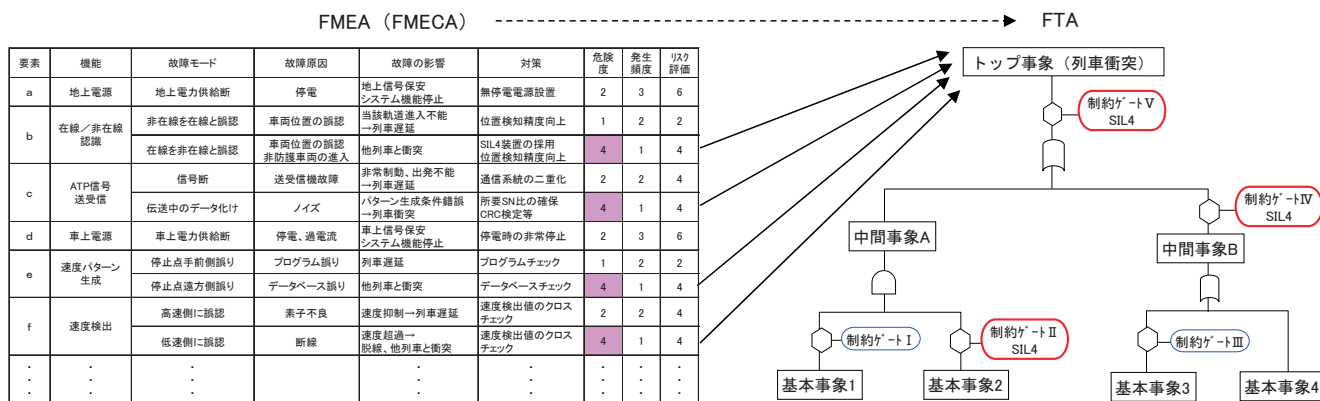 FMEA（FMECA）
FTA
要素 機能 故障モード 故障原因 故障の影響 対策 危険度 発生頻度 ﾘｽｸ評価
a 地上電源 地上電力供給断 停電 地上信号保安システム機能停止 無停電電源設置 2 3 6
b 在線／非在線認識 非在線を在線と誤認 車両位置の誤認 当該軌道進入不能→列車遅延 位置検知精度向上 1 2 2
在線を非在線と誤認 車両位置の誤認 非防護車両の進入 他列車と衝突 SIL4装置の採用 位置検知精度向上 4 1 4
c ATP信号送受信 信号断 送受信機故障 非常制動、出発不能→列車遅延 通信系統の二重化 2 2 4
伝送中のデータ化け ノイズ パターン生成条件錯誤→列車衝突 所要SN比の確保 CRC検定等 4 1 4
d 車上電源 車上電力供給断 停電、過電流 車上信号保安システム機能停止 停電時の非常停止 2 3 6
e 速度パターン生成 停止点手前側誤り プログラム誤り 列車遅延 プログラムチェック 1 2 2
停止点遠方側誤り データベース誤り 他列車と衝突 データベースチェック 4 1 4
f 速度検出 高速側に誤認 素子不良 速度抑制→列車遅延 速度検出値のクロスチェック 2 2 4
低速側に誤認 断線 速度超過→脱線、他列車と衝突 速度検出値のクロスチェック 4 1 4
トップ事象（列車衝突）
制約ｹﾞｰﾄⅤ
SIL4
制約ｹﾞｰﾄⅣ
SIL4
中間事象A
中間事象B
制約ｹﾞｰﾄⅠ
制約ｹﾞｰﾄⅡ
SIL4
制約ｹﾞｰﾄⅢ
基本事象1
基本事象2
基本事象3
基本事象4